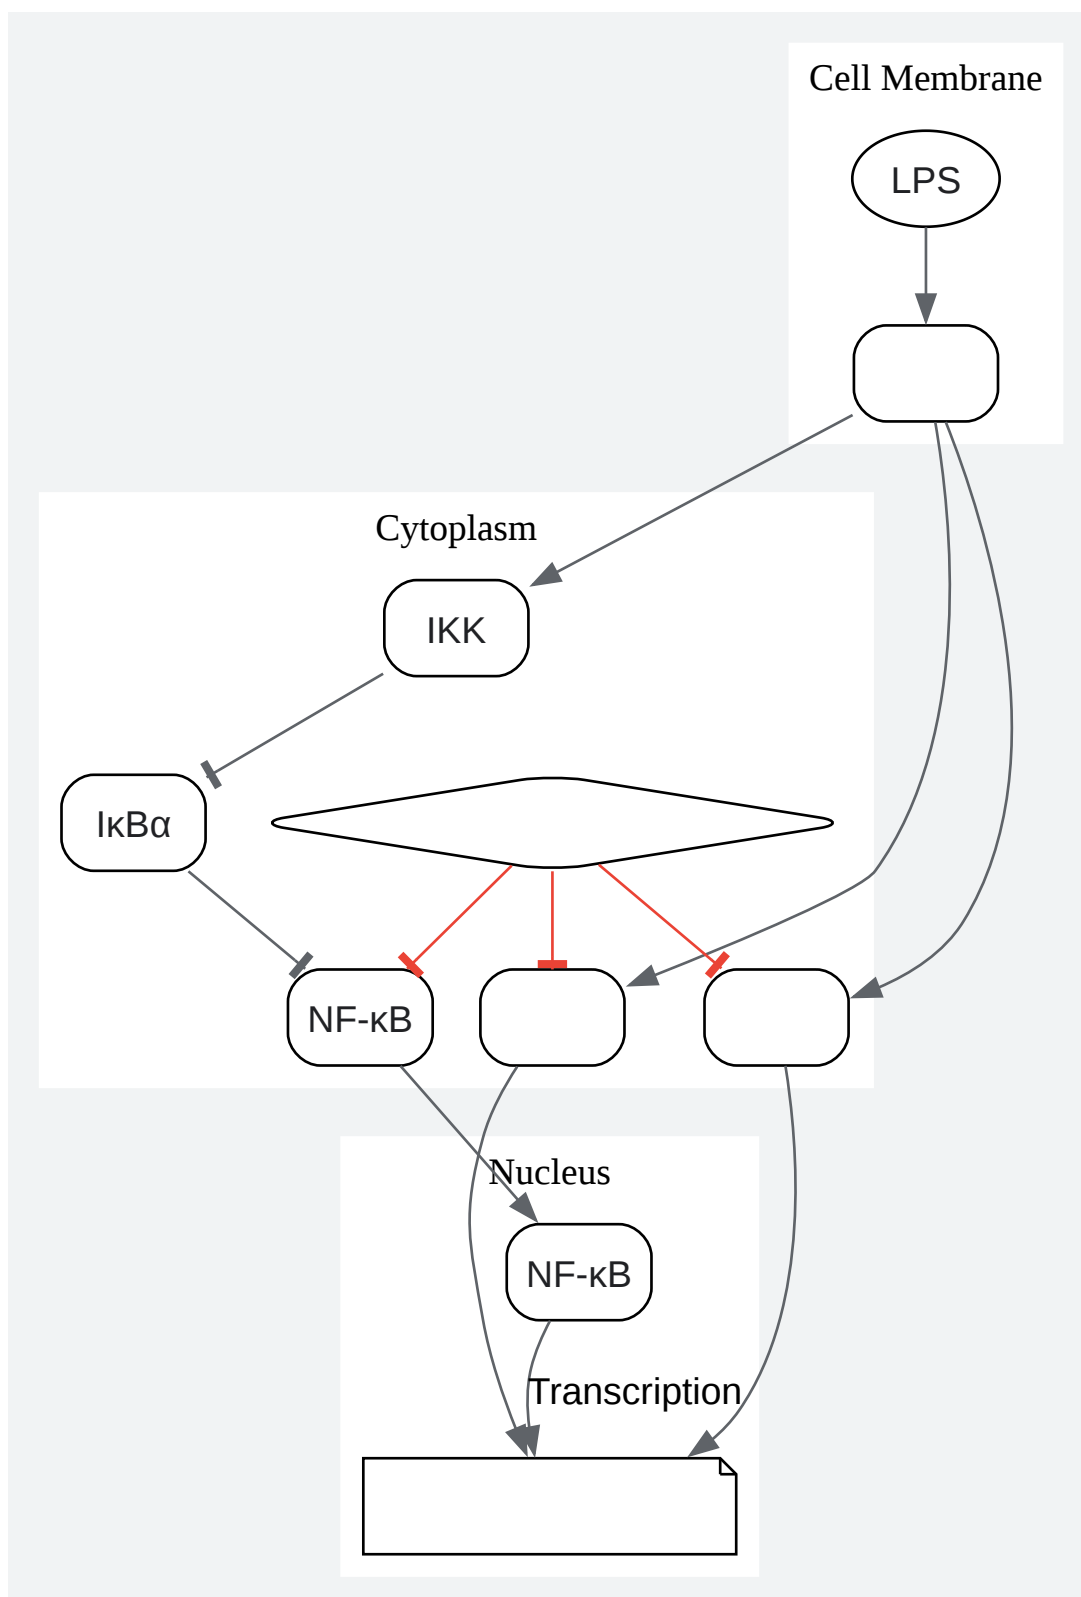 Cell Membrane
LPS
Cytoplasm
IKK
IκBα
NF-κB
Nucleus
NF-κB
Transcription